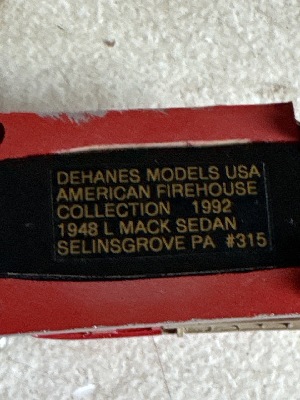 DEHANES MODELS USA
AMERICAN FIREHOUSE
COLLECTION 1992
1948 L MACK SEDAN
SELINSGROVE PA #315